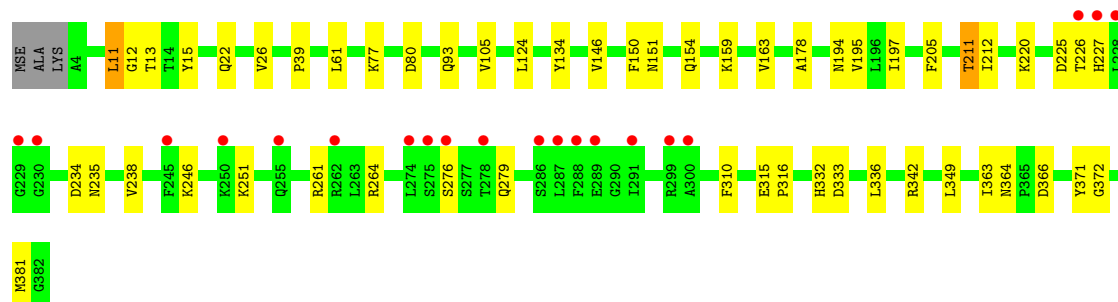 MSE ALA LYS A4 L11 G12 T13 T14 Y15 Q22 V26 P39 L61 K77 D80 Q93 V105 L124 Y134 V146 F150 N151 Q154 K159 V163 A178 N194 V195 L196 I197 F205 T211 I212 K220 D225 T226 H227 L228
G229 G230 D234 N235 V238 F245 K246 K250 K251 Q255 R261 R262 L263 R264 L274 S275 S276 S277 T278 Q279 S286 L287 F288 E289 G290 I291 R299 A300 F310 E315 P316 H332 D333 L336 R342 L349 I363 N364 P365 D366 Y371 G372
M381 G382